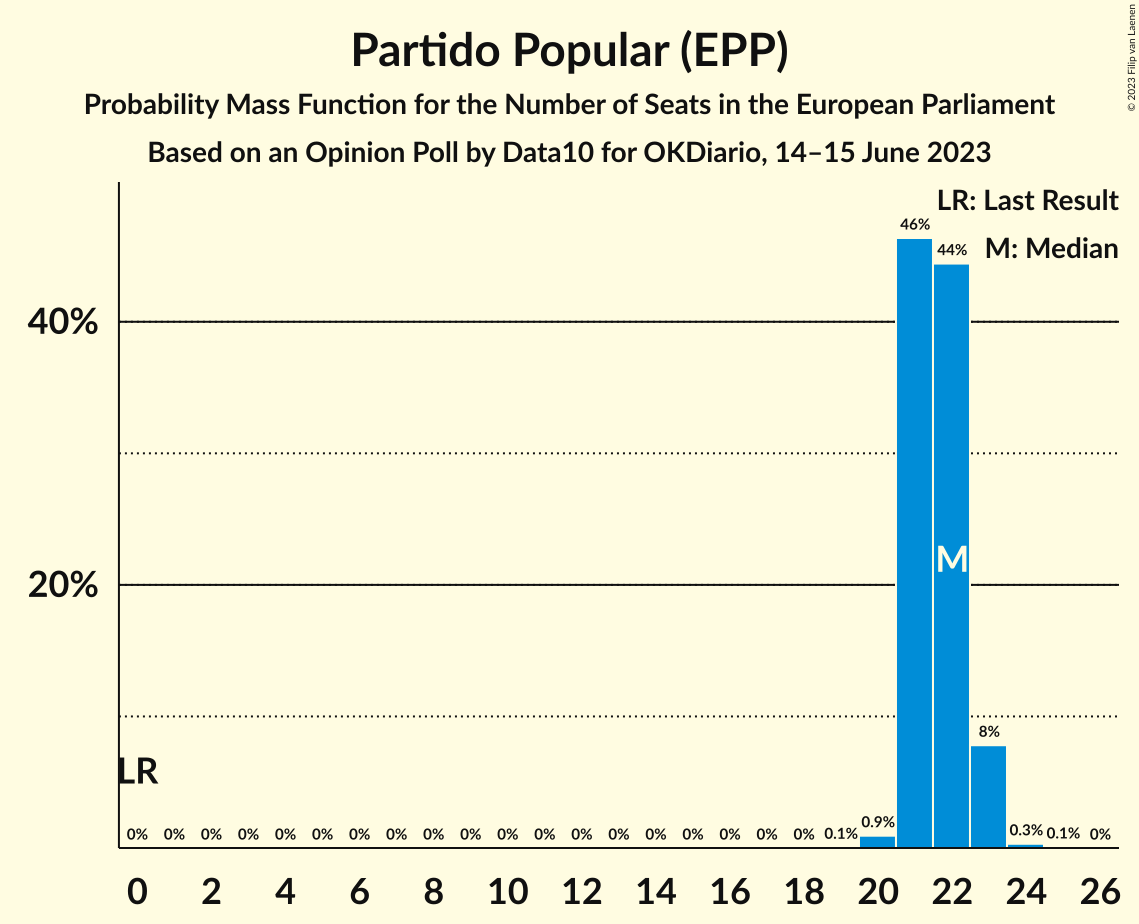 Partido Popular (EPP)
Probability Mass Function for the Number of Seats in the European Parliament
Based on an Opinion Poll by Data10 for OKDiario, 14–15 June 2023
© 2023 Filip van Laenen
LR: Last Result
M: Median
46%
44%
40%
20%
M
8%
LR
0% 0% 0% 0% 0% 0% 0% 0% 0% 0% 0% 0% 0% 0% 0% 0% 0% 0% 0% 0.1% 0.9% 0.3% 0.1% 0%
0 2 4 6 8 10 12 14 16 18 20 22 24 26